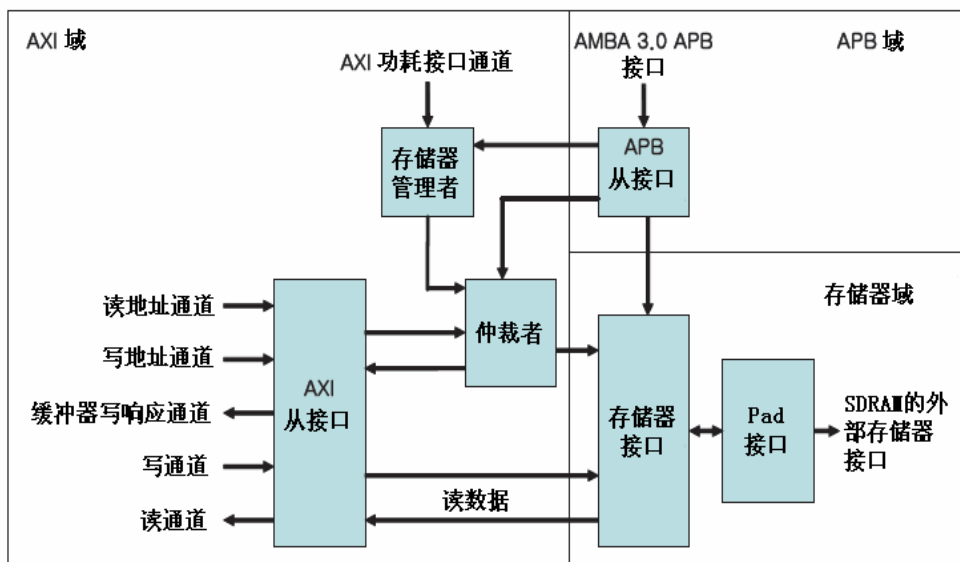 AXI 域
AXI 功耗接口通道
AMBA 3.0 APB
接口
APB 域
存储器
管理者
APB
从接口
存储器域
读地址通道
写地址通道
缓冲器写响应通道
写通道
读通道
AXI
从接口
仲裁者
读数据
存储器
接口
Pad
接口
SDRAM的外
部存储器
接口